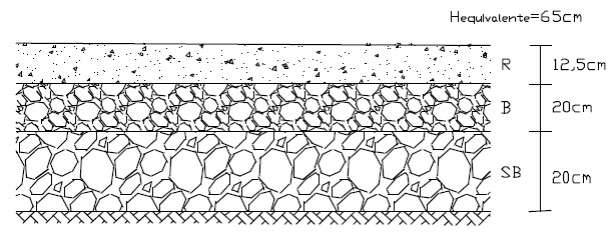 Hequivalente=65cm
R 12,5cm
B 20cm
SB 20cm